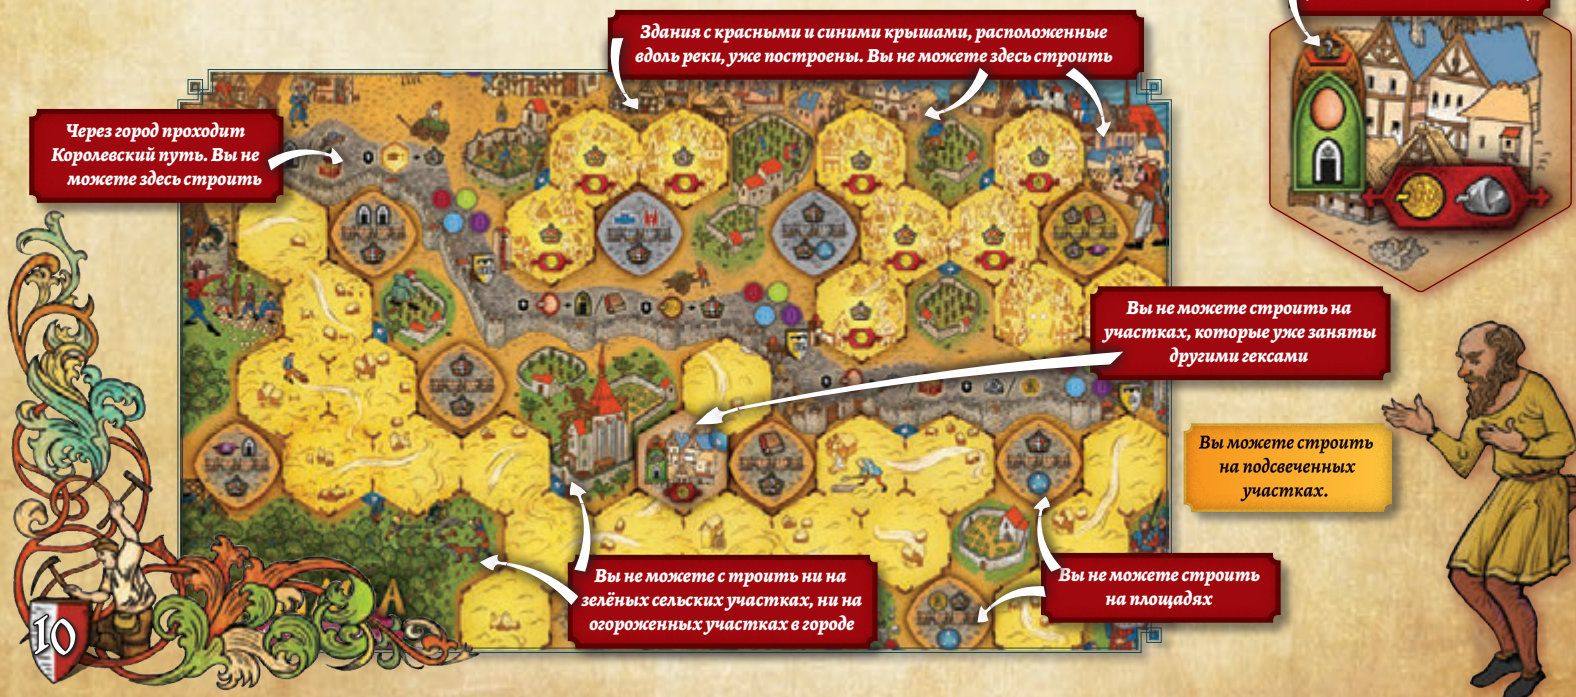 Здания с красными и синими крышами, расположенные
вдоль реки, уже построены. Вы не можете здесь строить
Через город проходит
Королевский путь. Вы не
можете здесь строить
Вы не можете строить на
участках, которые уже заняты
другими гексами
Вы можете строить
на подсвеченных
участках.
Вы не можете с троить ни на
зелёных сельских участках, ни на
огороженных участках в городе
Вы не можете строить
на площадях
10